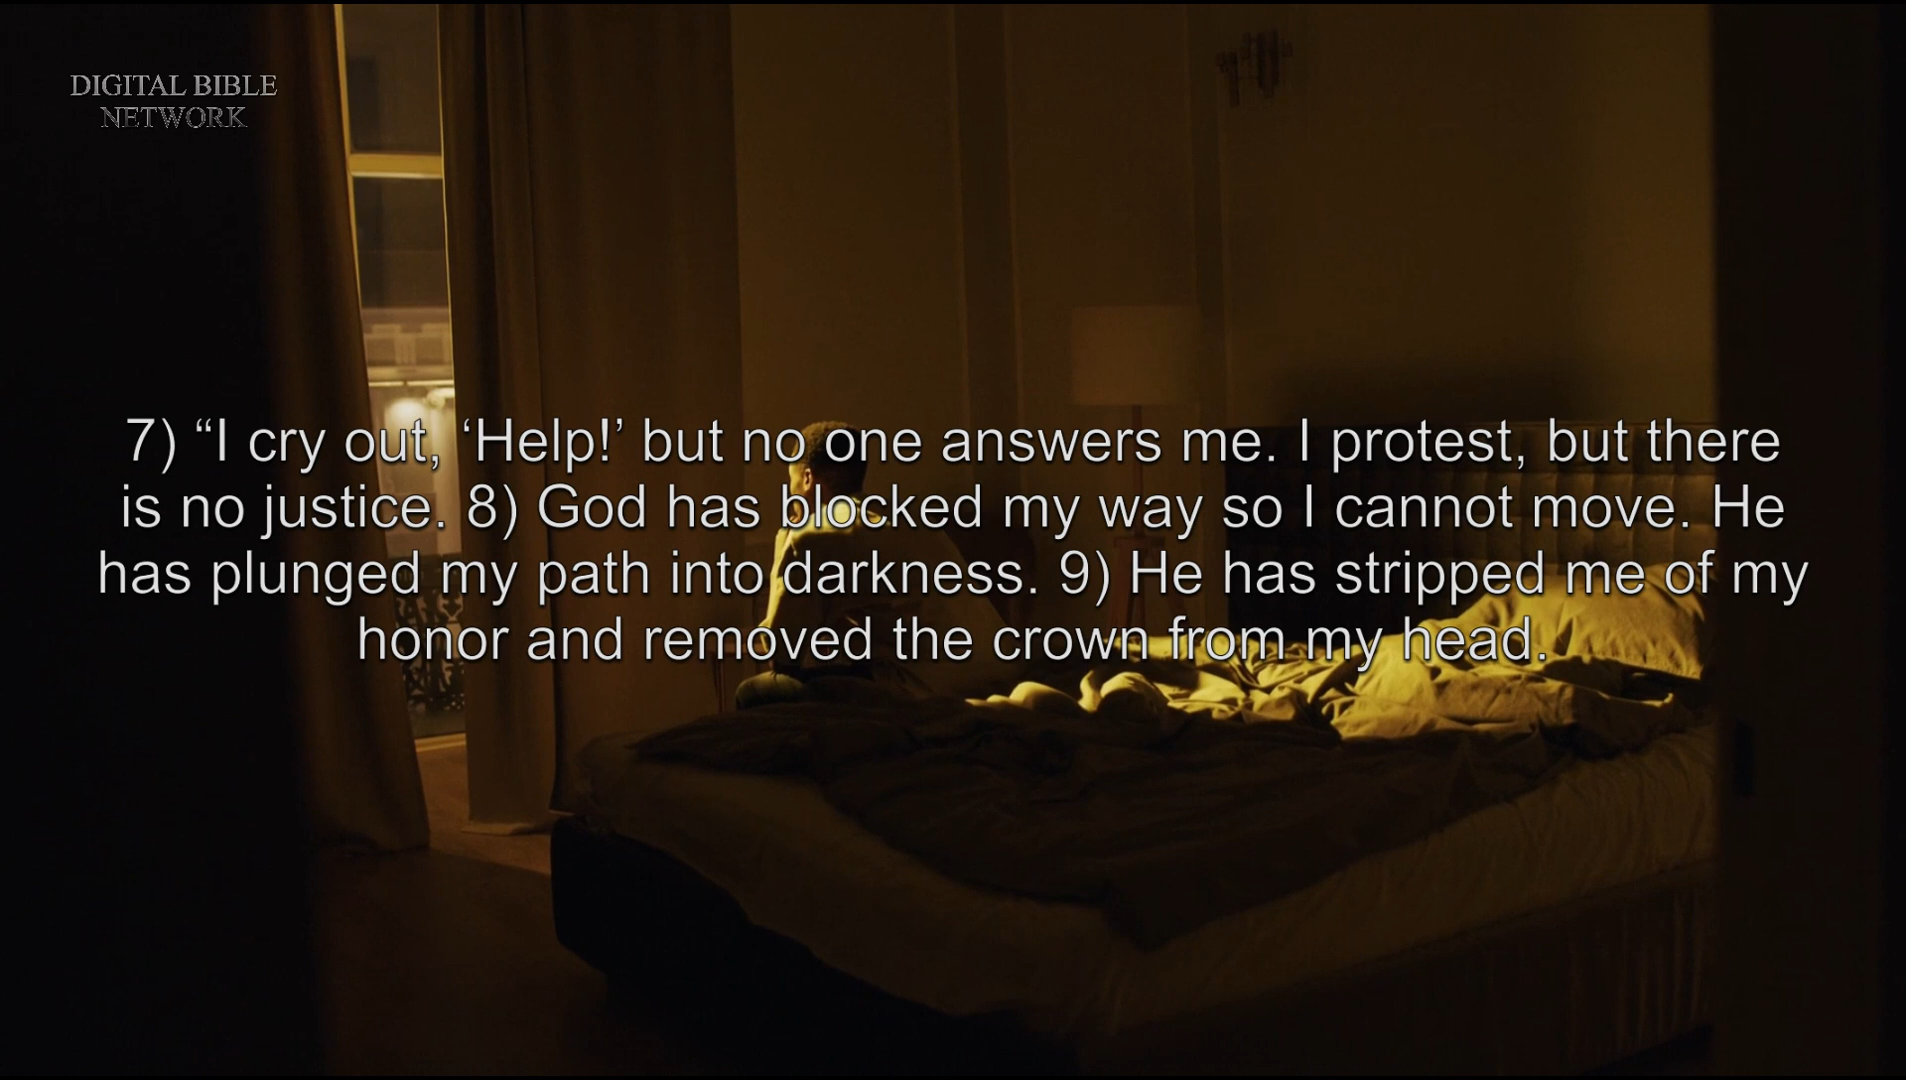 DIGITAL BIBLE
NETWORK
7) “I cry out, ‘Help!’ but no one answers me. I protest, but there
is no justice. 8) God has blocked my way so I cannot move. He
has plunged my path into darkness. 9) He has stripped me of my
honor and removed the crown from my head.